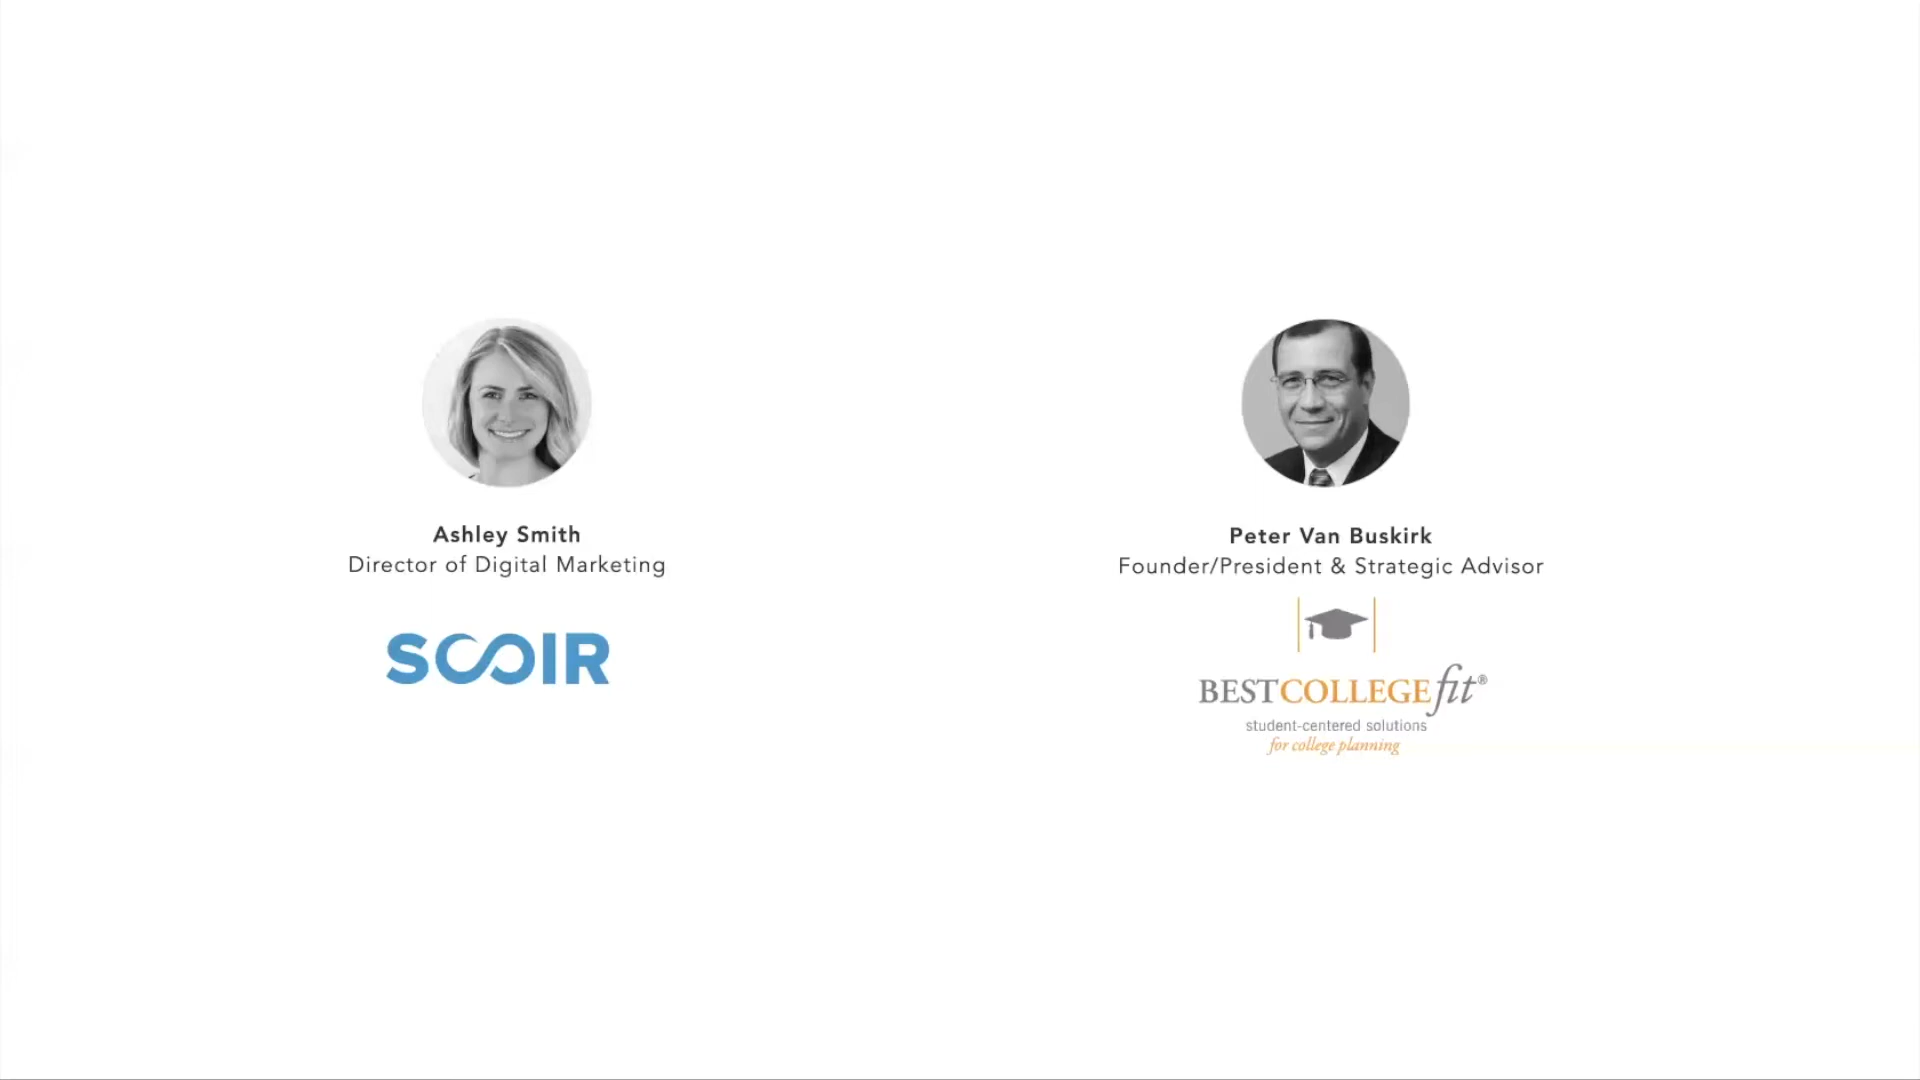 Ashley Smith
Director of Digital Marketing
SCOIR
Peter Van Buskirk
Founder/President & Strategic Advisor
BESTCOLLEGEfit®
student-centered solutions
for college planning